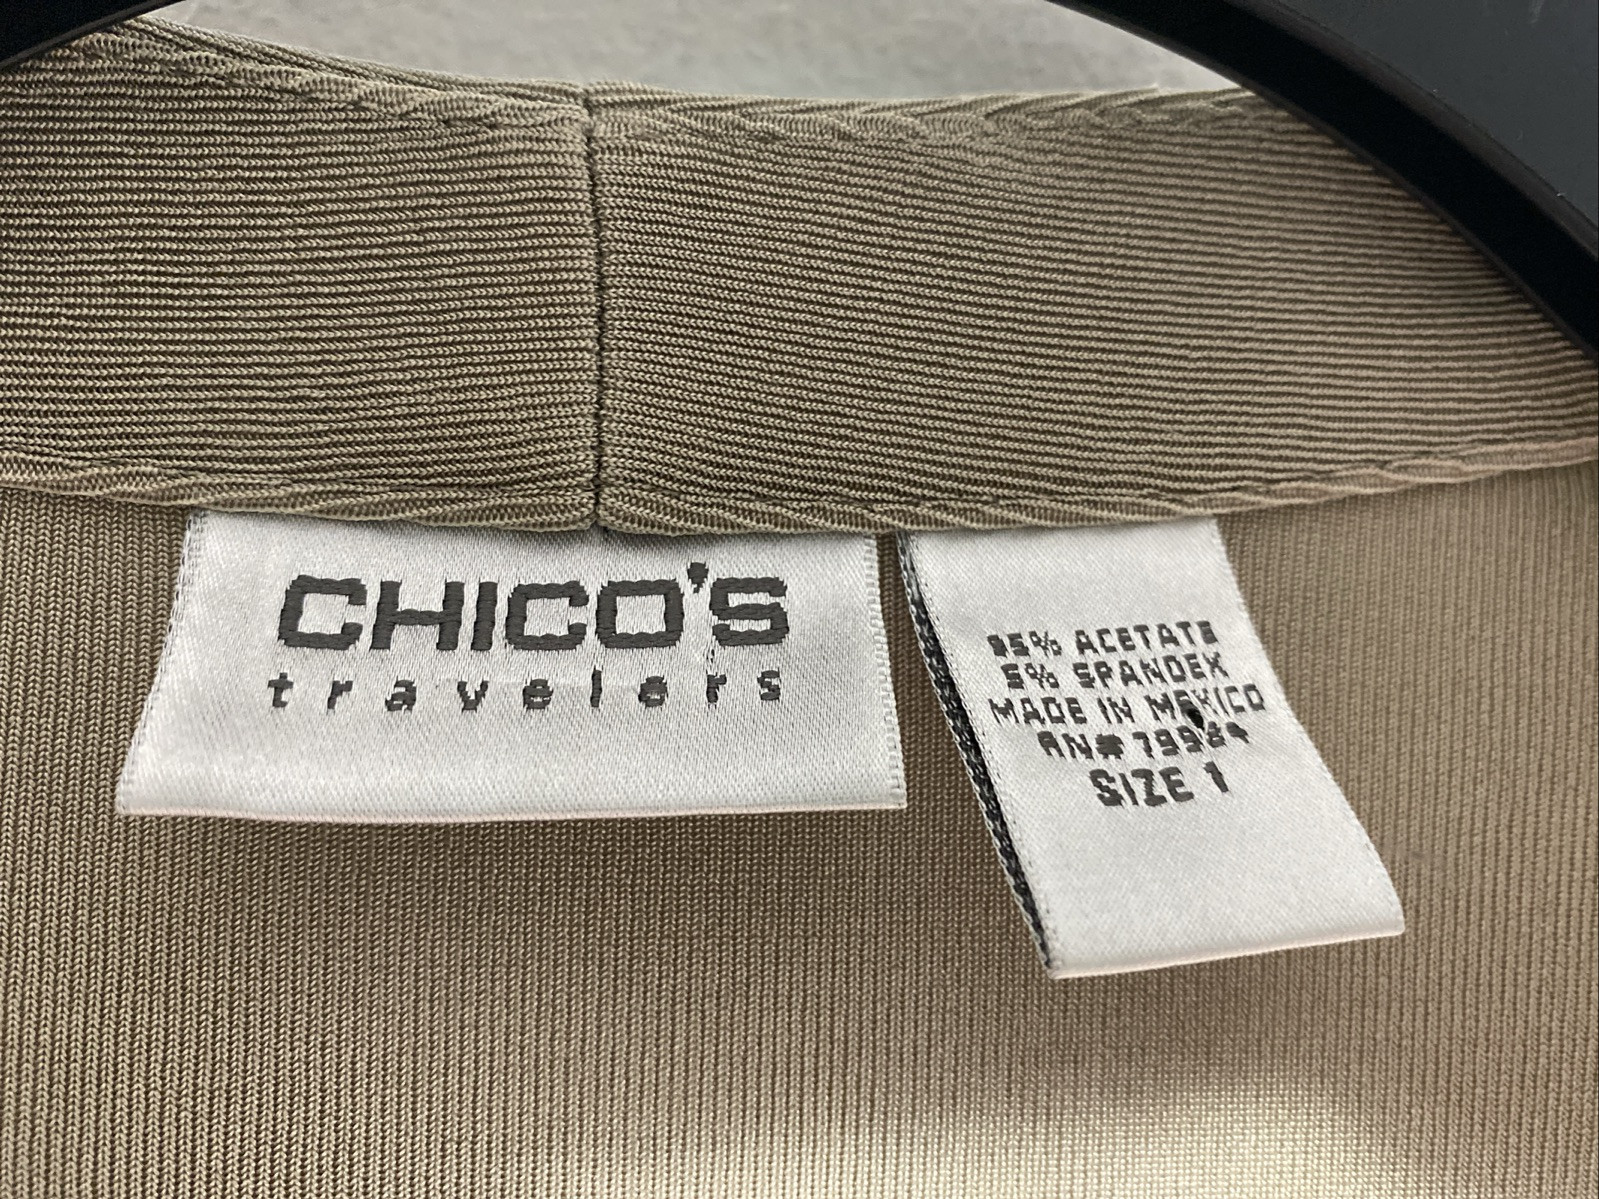 CHICO'S
travelers
95% ACETATE
5% SPANDEX
MADE IN MEXICO
RN# 79984
SIZE 1